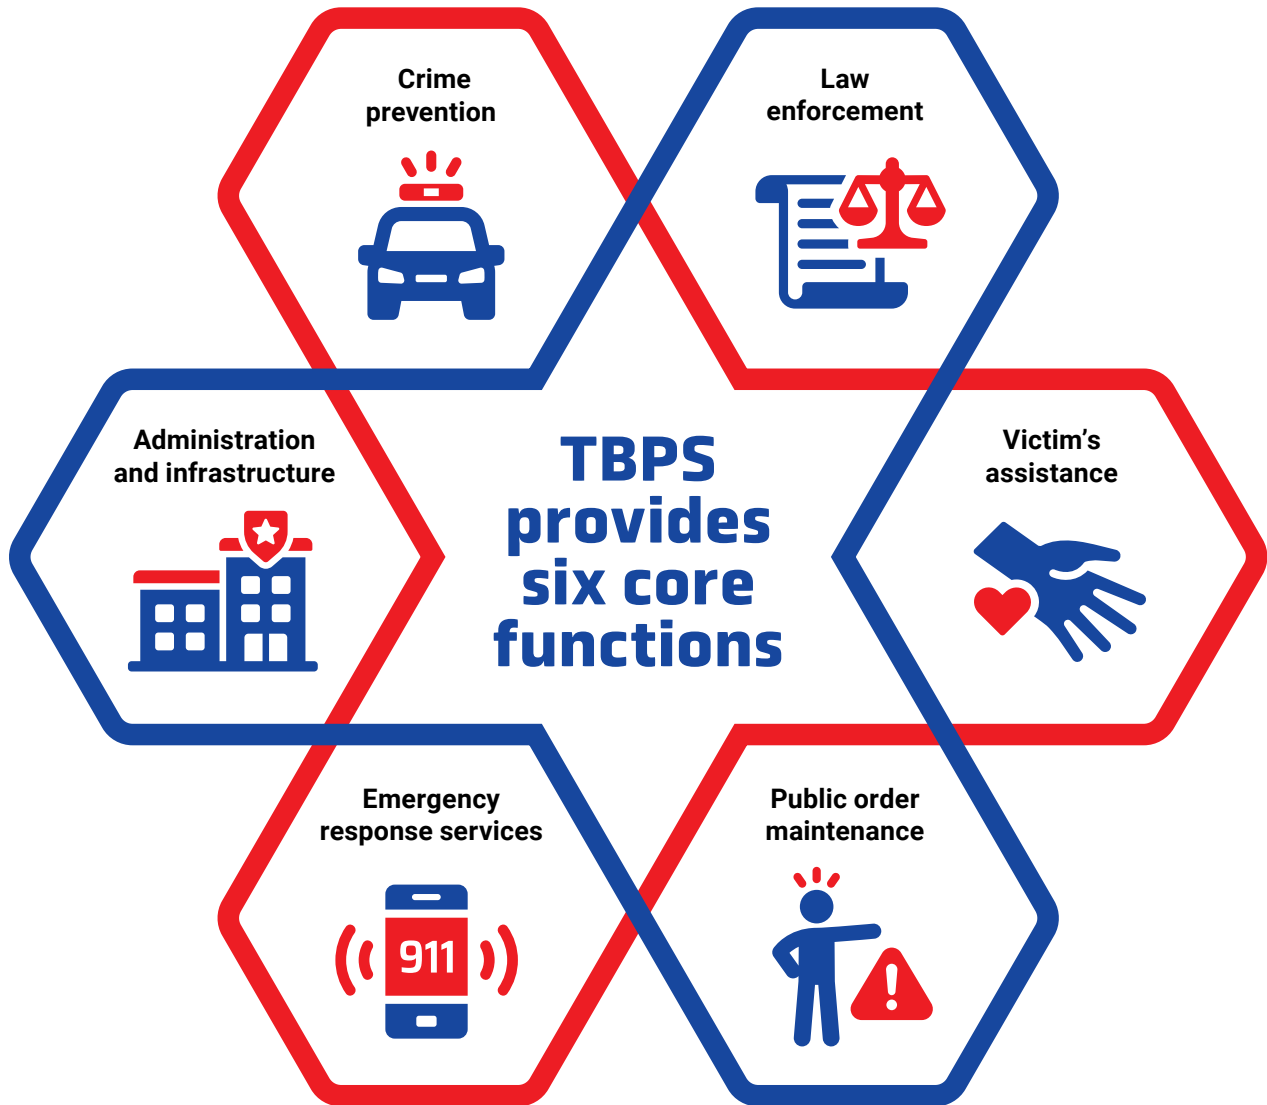 Crime
prevention
Law
enforcement
Administration
and infrastructure
TBPS
provides
six core
functions
Victim’s
assistance
Emergency
response services
911
Public order
maintenance
!